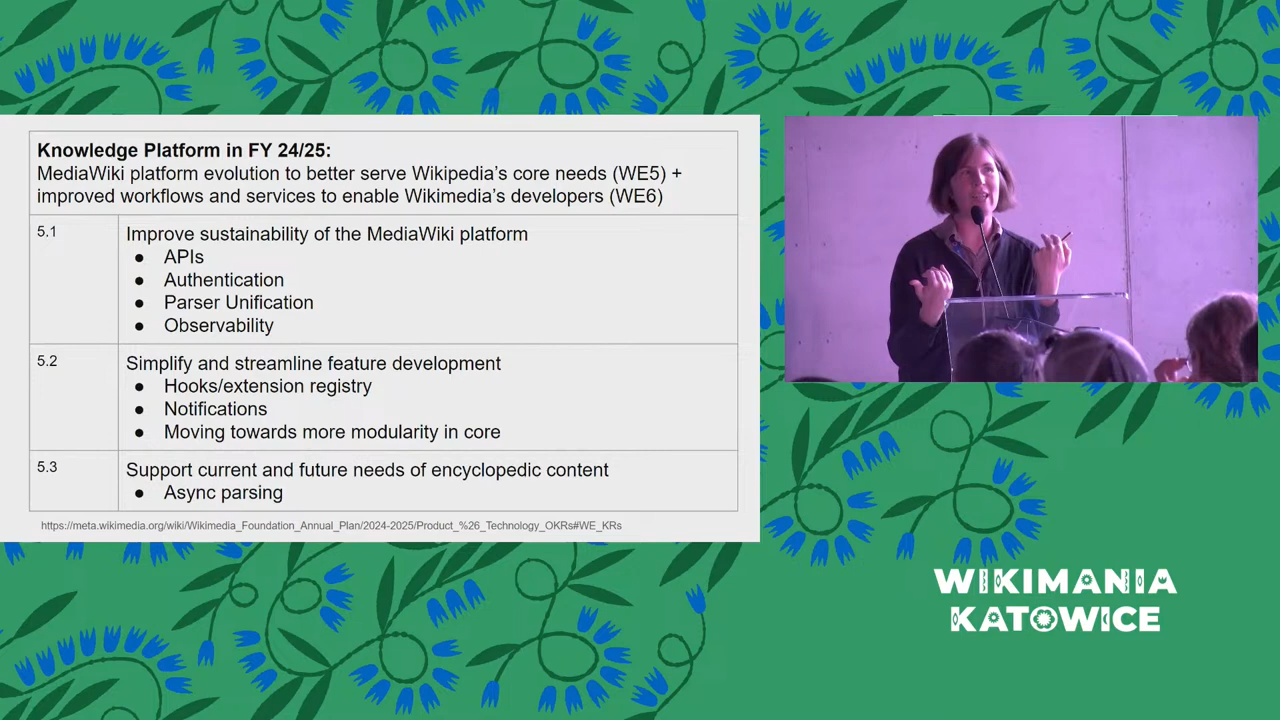 Knowledge Platform in FY 24/25:
MediaWiki platform evolution to better serve Wikipedia's core needs (WE5) +
improved workflows and services to enable Wikimedia's developers (WE6)
5.1
Improve sustainability of the MediaWiki platform
● APIs
● Authentication
● Parser Unification
● Observability
5.2
Simplify and streamline feature development
● Hooks/extension registry
● Notifications
● Moving towards more modularity in core
5.3
Support current and future needs of encyclopedic content
● Async parsing
https://meta.wikimedia.org/wiki/Wikimedia_Foundation_Annual_Plan/2024-2025/Product_%26_Technology_OKRs#WE_KRs
WIKIMANIA
KATOWICE